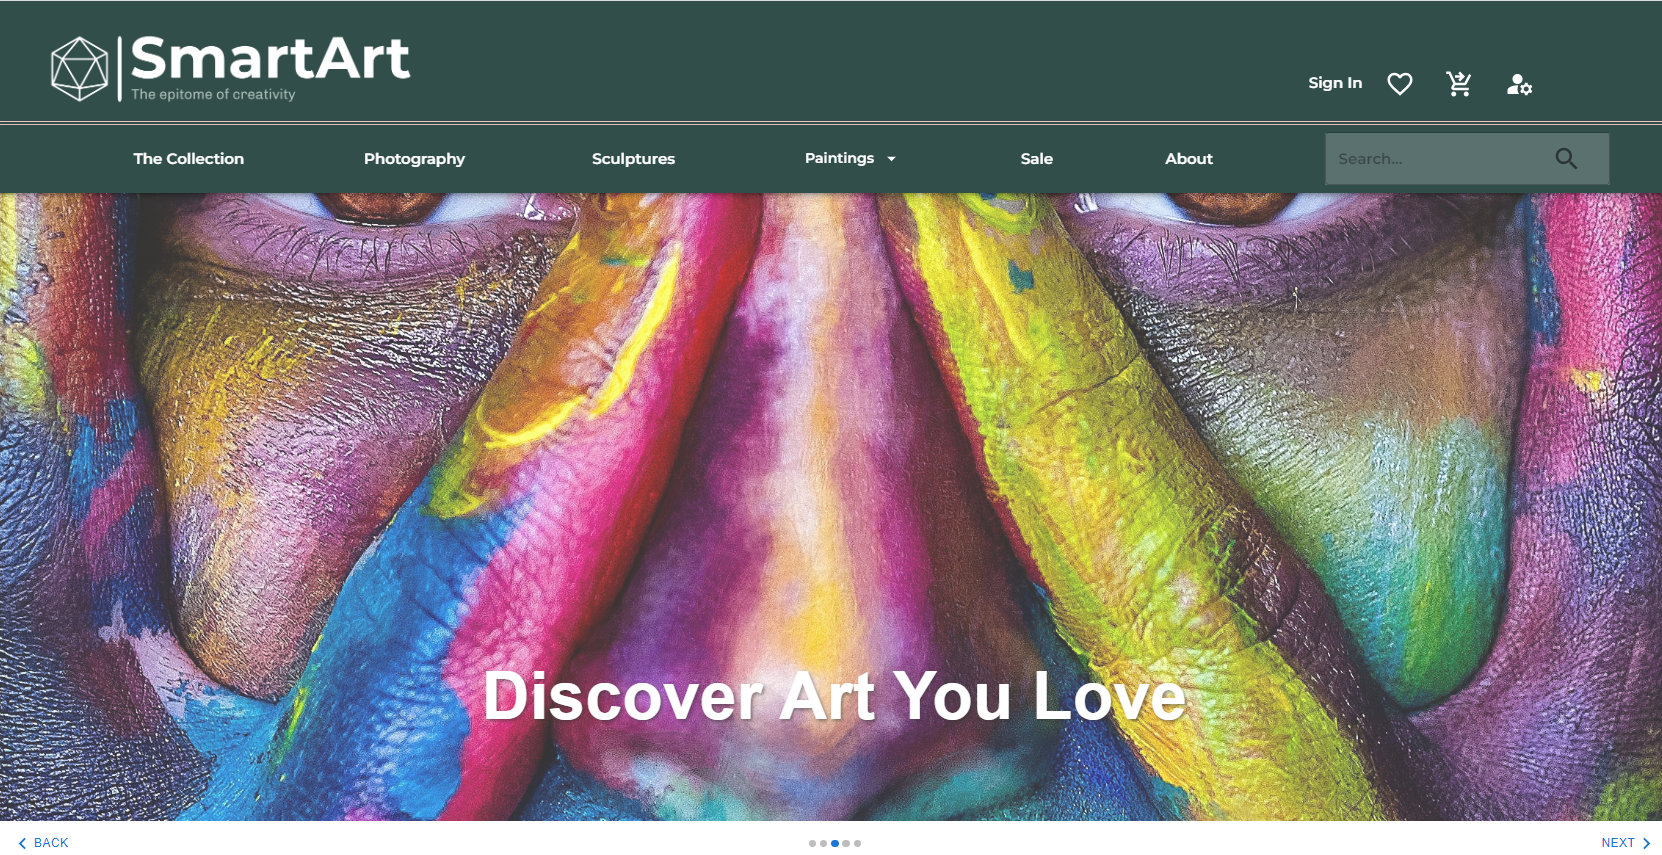 SmartArt
The epitome of creativity
Sign In
The Collection
Photography
Sculptures
Paintings
Sale
About
Search...
Discover Art You Love
BACK
NEXT